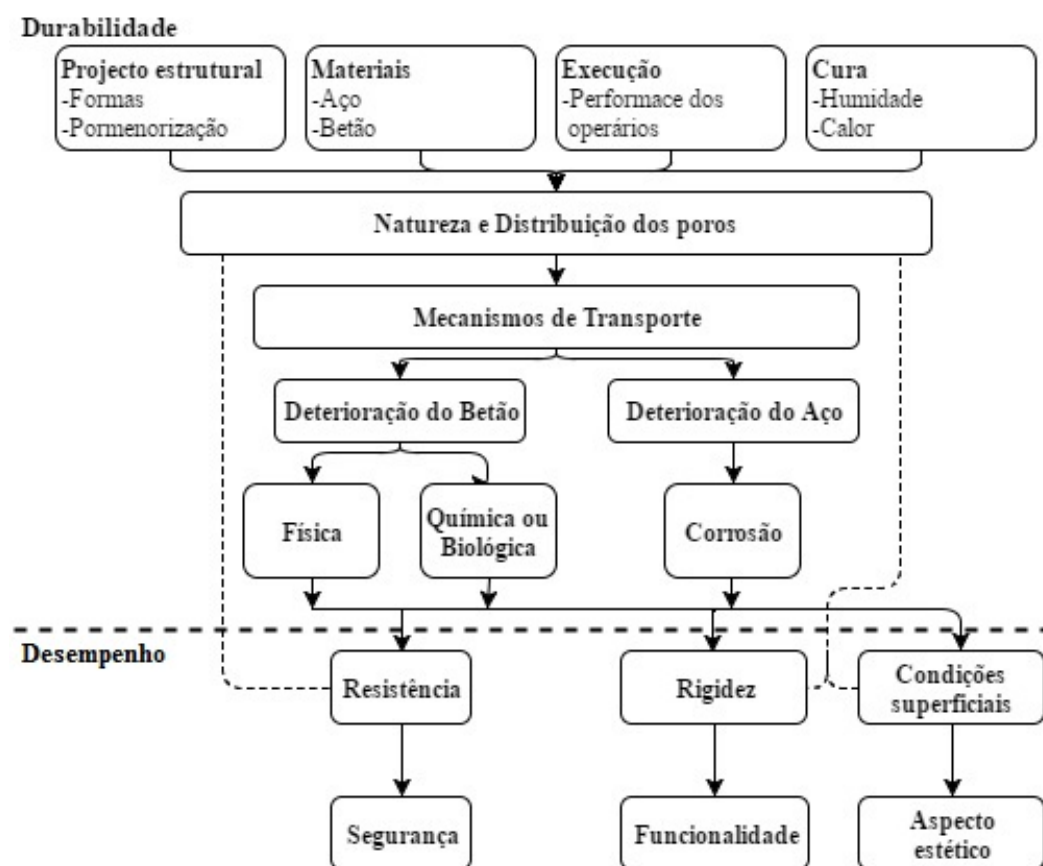 Durabilidade
Projecto estrutural
-Formas
-Pormenorização
Materiais
-Aço
-Betão
Execução
-Performace dos
operários
Cura
-Humidade
-Calor
Natureza e Distribuição dos poros
Mecanismos de Transporte
Deterioração do Betão
Deterioração do Aço
Física
Química ou
Biológica
Corrosão
Desempenho
Resistência
Rigidez
Condições
superficiais
Segurança
Funcionalidade
Aspecto
estético